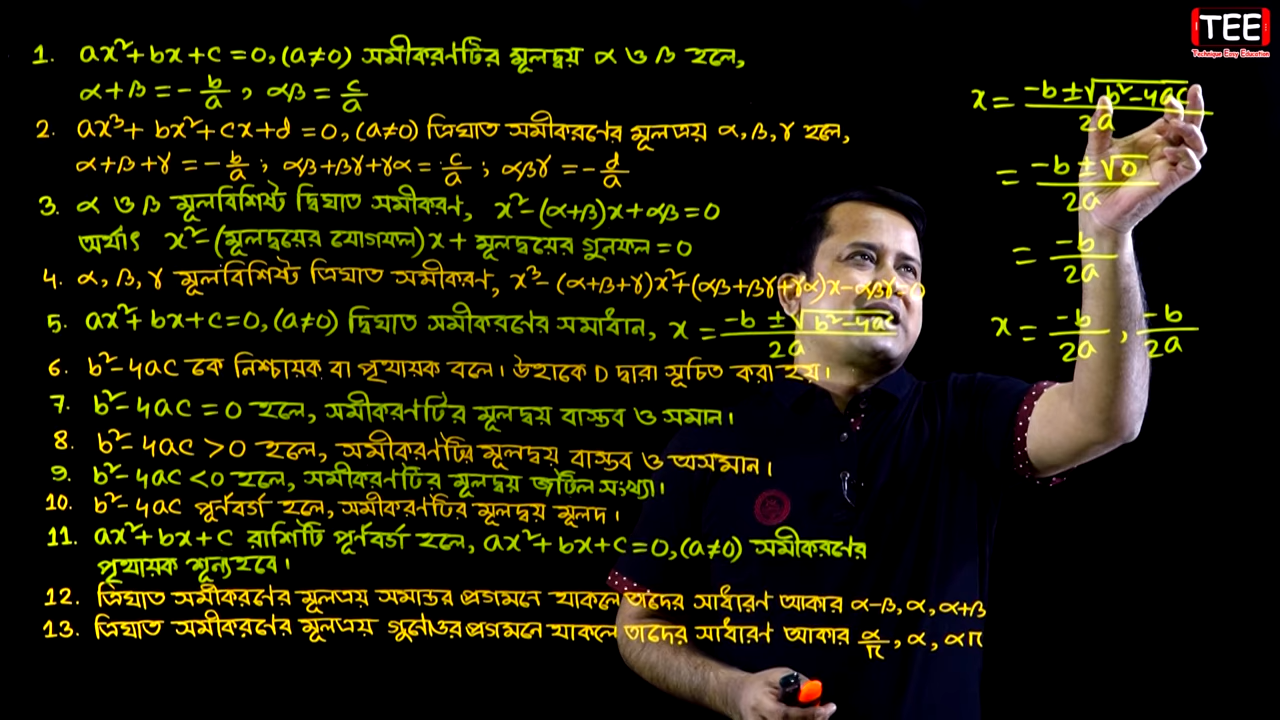 TEE
Technique Easy Education
1. ax²+bx+c=0, (a≠0) সমীকরণটির মূলদ্বয় α ও β হলে,
α+β = -b/a, αβ = c/a
2. ax³+bx²+cx+d=0, (a≠0) ত্রিঘাত সমীকরণের মূলত্রয় α, β, γ হলে,
α+β+γ = -b/a; αβ+βγ+γα = c/a; αβγ = -d/a
3. α ও β মূলবিশিষ্ট দ্বিঘাত সমীকরণ, x²-(α+β)x+αβ=0
অর্থাৎ x²-(মূলদ্বয়ের যোগফল)x + মূলদ্বয়ের গুনফল = 0
4. α, β, γ মূলবিশিষ্ট ত্রিঘাত সমীকরণ, x³-(α+β+γ)x²+(αβ+βγ+γα)x-αβγ=0
5. ax²+bx+c=0, (a≠0) দ্বিঘাত সমীকরণের সমাধান, x = (-b ± √(b²-4ac))/2a
6. b²-4ac কে নিশ্চায়ক বা পৃথায়ক বলে। উহাকে D দ্বারা সূচিত করা হয়।
7. b²-4ac = 0 হলে, সমীকরণটির মূলদ্বয় বাস্তব ও সমান।
8. b²-4ac > 0 হলে, সমীকরণটির মূলদ্বয় বাস্তব ও অসমান।
9. b²-4ac < 0 হলে, সমীকরণটির মূলদ্বয় জটিল সংখ্যা।
10. b²-4ac পূর্নবর্গ হলে, সমীকরণটির মূলদ্বয় মূলদ।
11. ax²+bx+c রাশিটি পূর্ণবর্গ হলে, ax²+bx+c=0, (a≠0) সমীকরণের
পৃথায়ক শূন্য হবে।
12. ত্রিঘাত সমীকরণের মূলত্রয় সমান্তর প্রগমনে থাকলে তাদের সাধারণ আকার α-β, α, α+β
13. ত্রিঘাত সমীকরণের মূলত্রয় গুনোত্তর প্রগমনে থাকলে তাদের সাধারণ আকার α/r, α, αr
x = (-b ± √(b²-4ac))/2a
= (-b ± √0)/2a
= -b/2a
x = -b/2a, -b/2a